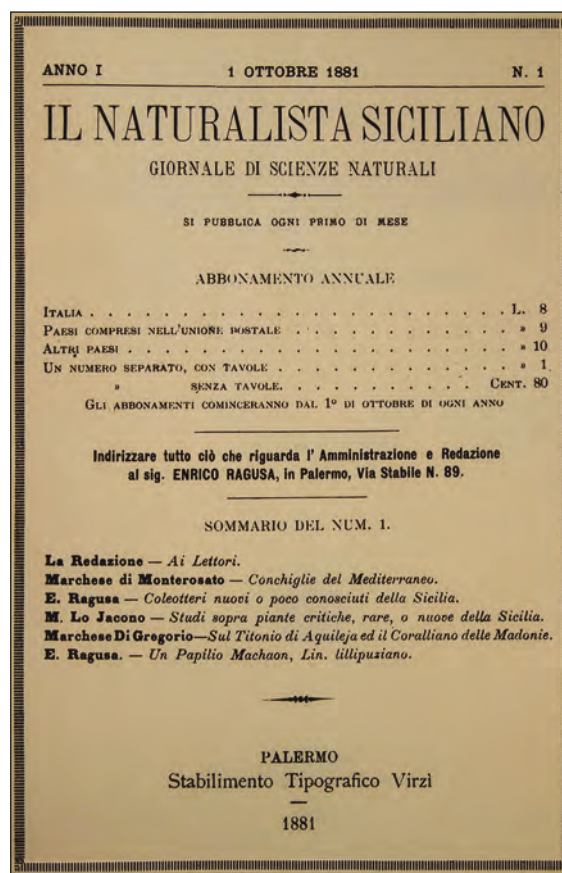 ANNO I 1 OTTOBRE 1881 N. 1
IL NATURALISTA SICILIANO
GIORNALE DI SCIENZE NATURALI
SI PUBBLICA OGNI PRIMO DI MESE
ABBONAMENTO ANNUALE
ITALIA . . . . . . . . . . . . . . . . . . . . . . L. 8
PAESI COMPRESI NELL'UNIONE POSTALE . . . . . . . . . . » 9
ALTRI PAESI . . . . . . . . . . . . . . . . . . . . » 10
UN NUMERO SEPARATO, CON TAVOLE . . . . . . . . . . . . » 1
» SENZA TAVOLE. . . . . . . . . . CENT. 80
GLI ABBONAMENTI COMINCERANNO DAL 1º DI OTTOBRE DI OGNI ANNO
Indirizzare tutto ciò che riguarda l' Amministrazione e Redazione
al sig. ENRICO RAGUSA, in Palermo, Via Stabile N. 89.
SOMMARIO DEL NUM. 1.
La Redazione — Ai Lettori.
Marchese di Monterosato — Conchiglie del Mediterraneo.
E. Ragusa — Coleotteri nuovi o poco conosciuti della Sicilia.
M. Lo Jacono — Studi sopra piante critiche, rare, o nuove della Sicilia.
Marchese Di Gregorio—Sul Titonio di Aquileja ed il Coralliano delle Madonie.
E. Ragusa. — Un Papilio Machaon, Lin. lillipuziano.
PALERMO
Stabilimento Tipografico Virzì
1881